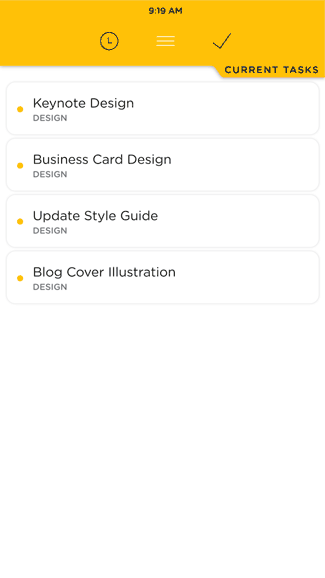 9:19 AM
CURRENT TASKS
Keynote Design
DESIGN
Business Card Design
DESIGN
Update Style Guide
DESIGN
Blog Cover Illustration
DESIGN